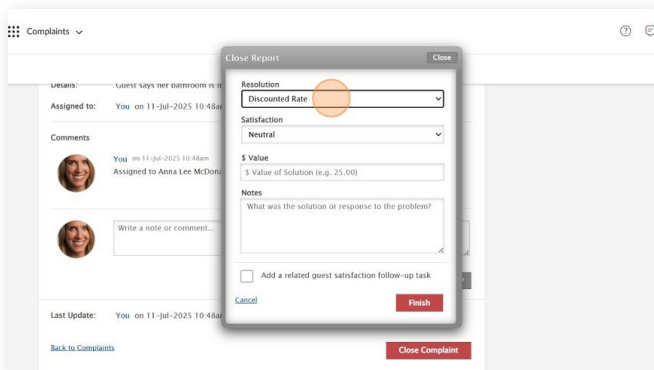 Complaints
Close Report
Close
Details: Guest says her bathroom is d
Assigned to: You on 11-Jul-2025 10:48a
Comments
You on 11-Jul-2025 10:48am
Assigned to Anna Lee McDona
Write a note or comment...
Last Update: You on 11-Jul-2025 10:48a
Back to Complaints
Close Complaint
Resolution
Discounted Rate
Satisfaction
Neutral
$ Value
$ Value of Solution (e.g. 25.00)
Notes
What was the solution or response to the problem?
Add a related guest satisfaction follow-up task
Cancel
Finish